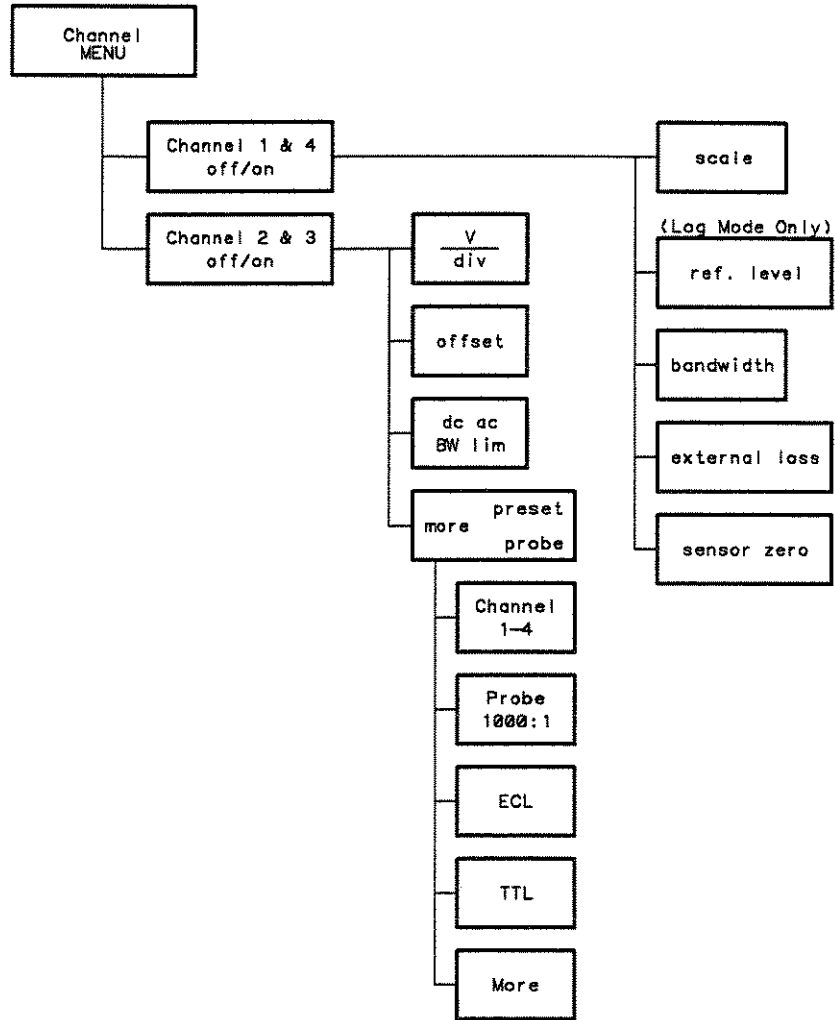 Channel
MENU
Channel 1 & 4
off/on
scale
Channel 2 & 3
off/on
V
div
(Log Mode Only)
ref. level
offset
bandwidth
dc ac
BW lim
external loss
more preset
probe
sensor zero
Channel
1-4
Probe
1000:1
ECL
TTL
More